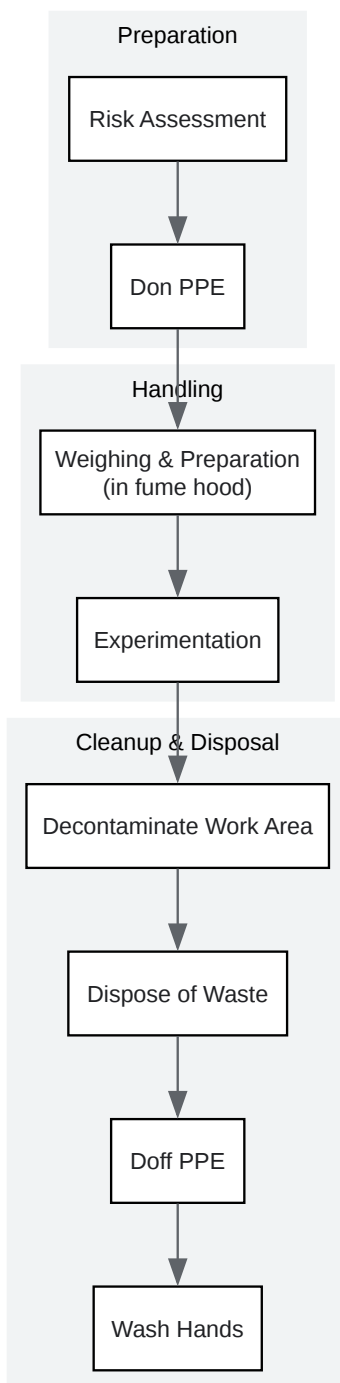 Preparation
Risk Assessment
Don PPE
Handling
Weighing & Preparation
(in fume hood)
Experimentation
Cleanup & Disposal
Decontaminate Work Area
Dispose of Waste
Doff PPE
Wash Hands